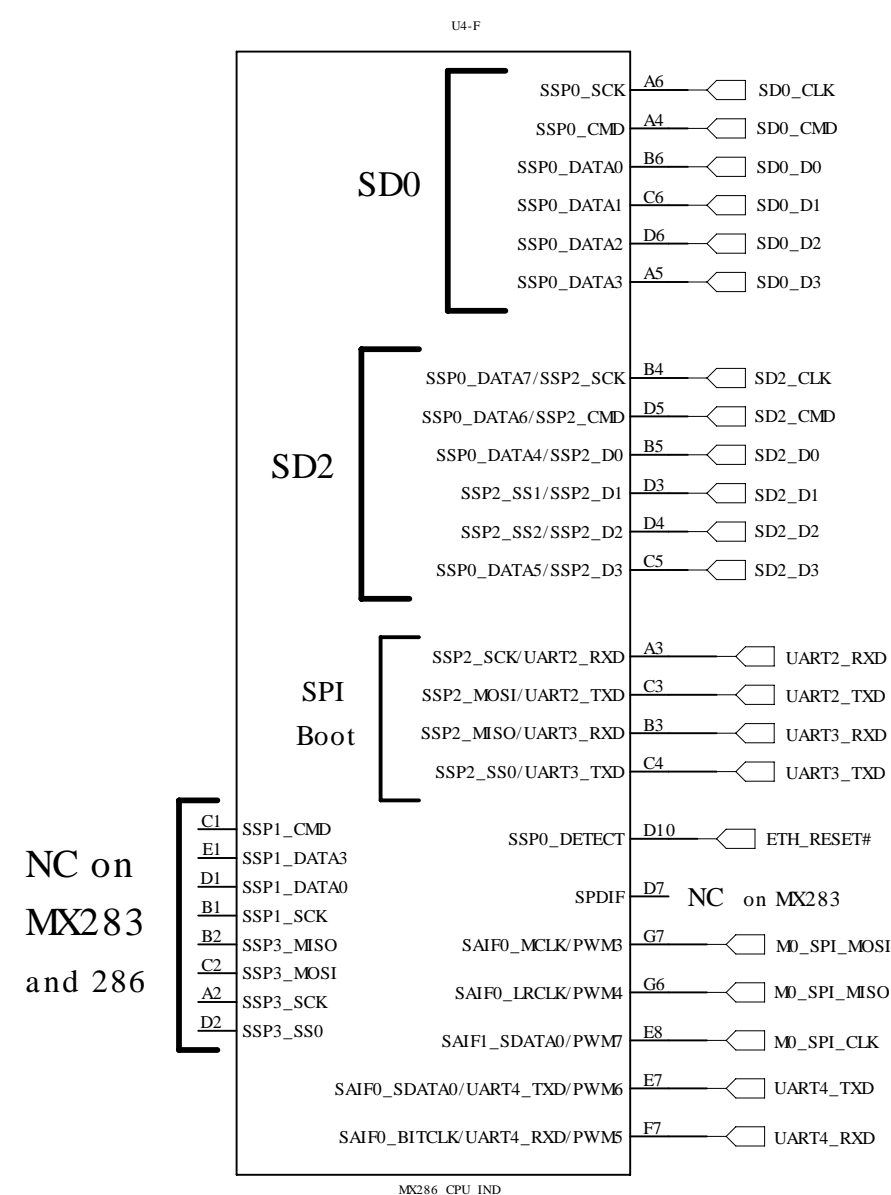 U4-F
SD0
SSP0_SCK A6 SD0_CLK
SSP0_CMD A4 SD0_CMD
SSP0_DATA0 B6 SD0_D0
SSP0_DATA1 C6 SD0_D1
SSP0_DATA2 D6 SD0_D2
SSP0_DATA3 A5 SD0_D3
SD2
SSP0_DATA7/SSP2_SCK B4 SD2_CLK
SSP0_DATA6/SSP2_CMD D5 SD2_CMD
SSP0_DATA4/SSP2_D0 B5 SD2_D0
SSP2_SS1/SSP2_D1 D3 SD2_D1
SSP2_SS2/SSP2_D2 D4 SD2_D2
SSP0_DATA5/SSP2_D3 C5 SD2_D3
SPI
Boot
SSP2_SCK/UART2_RXD A3 UART2_RXD
SSP2_MOSI/UART2_TXD C3 UART2_TXD
SSP2_MISO/UART3_RXD B3 UART3_RXD
SSP2_SS0/UART3_TXD C4 UART3_TXD
NC on
MX283
and 286
C1 SSP1_CMD
E1 SSP1_DATA3
D1 SSP1_DATA0
B1 SSP1_SCK
B2 SSP3_MISO
C2 SSP3_MOSI
A2 SSP3_SCK
D2 SSP3_SS0
SSP0_DETECT D10 ETH_RESET#
SPDIF D7 NC on MX283
SAIF0_MCLK/PWM3 G7 M0_SPI_MOSI
SAIF0_LRCLK/PWM4 G6 M0_SPI_MISO
SAIF1_SDATA0/PWM7 E8 M0_SPI_CLK
SAIF0_SDATA0/UART4_TXD/PWM6 E7 UART4_TXD
SAIF0_BITCLK/UART4_RXD/PWM5 F7 UART4_RXD
MX286_CPU_IND